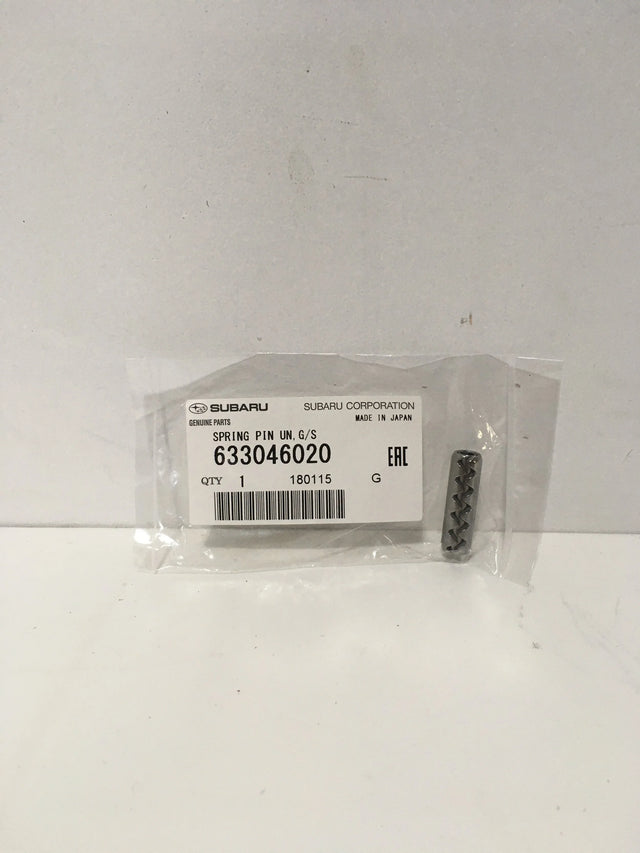 SUBARU SUBARU CORPORATION
GENUINE PARTS MADE IN JAPAN
SPRING PIN UN,G/S
633046020 EAC
QTY 1 180115 G